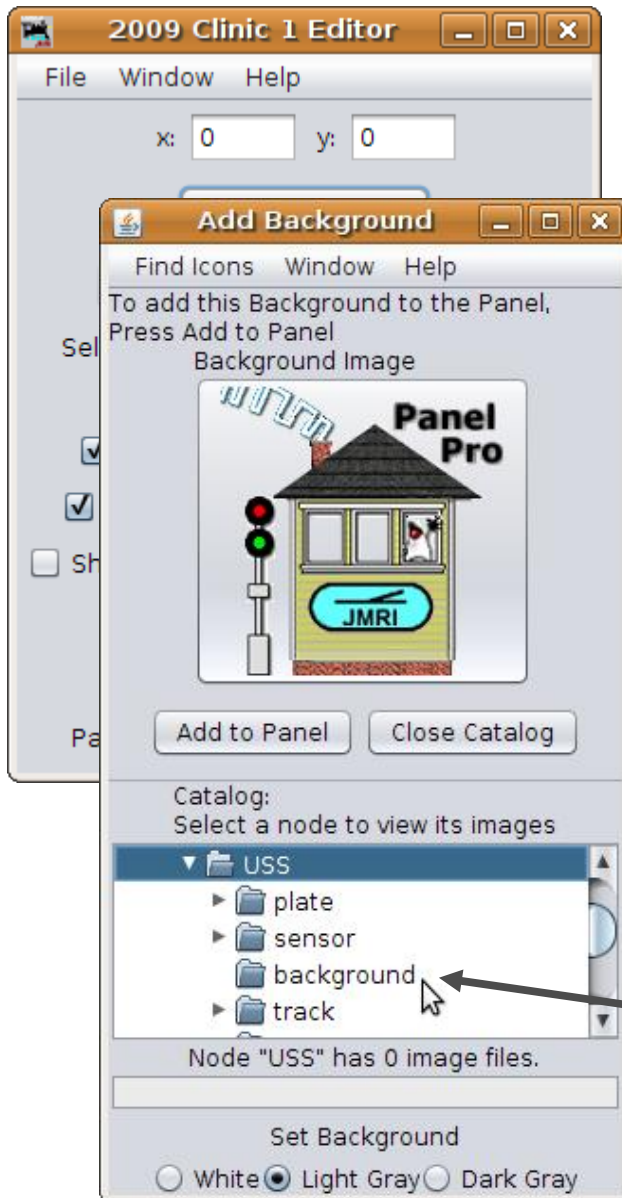 2009 Clinic 1 Editor
File Window Help
x: 0 y: 0
Add Background
Find Icons Window Help
To add this Background to the Panel,
Press Add to Panel
Sel
Background Image
Panel
Pro
JMRI
Sh
Pa
Add to Panel Close Catalog
Catalog:
Select a node to view its images
USS
plate
sensor
background
track
Node "USS" has 0 image files.
Set Background
White Light Gray Dark Gray